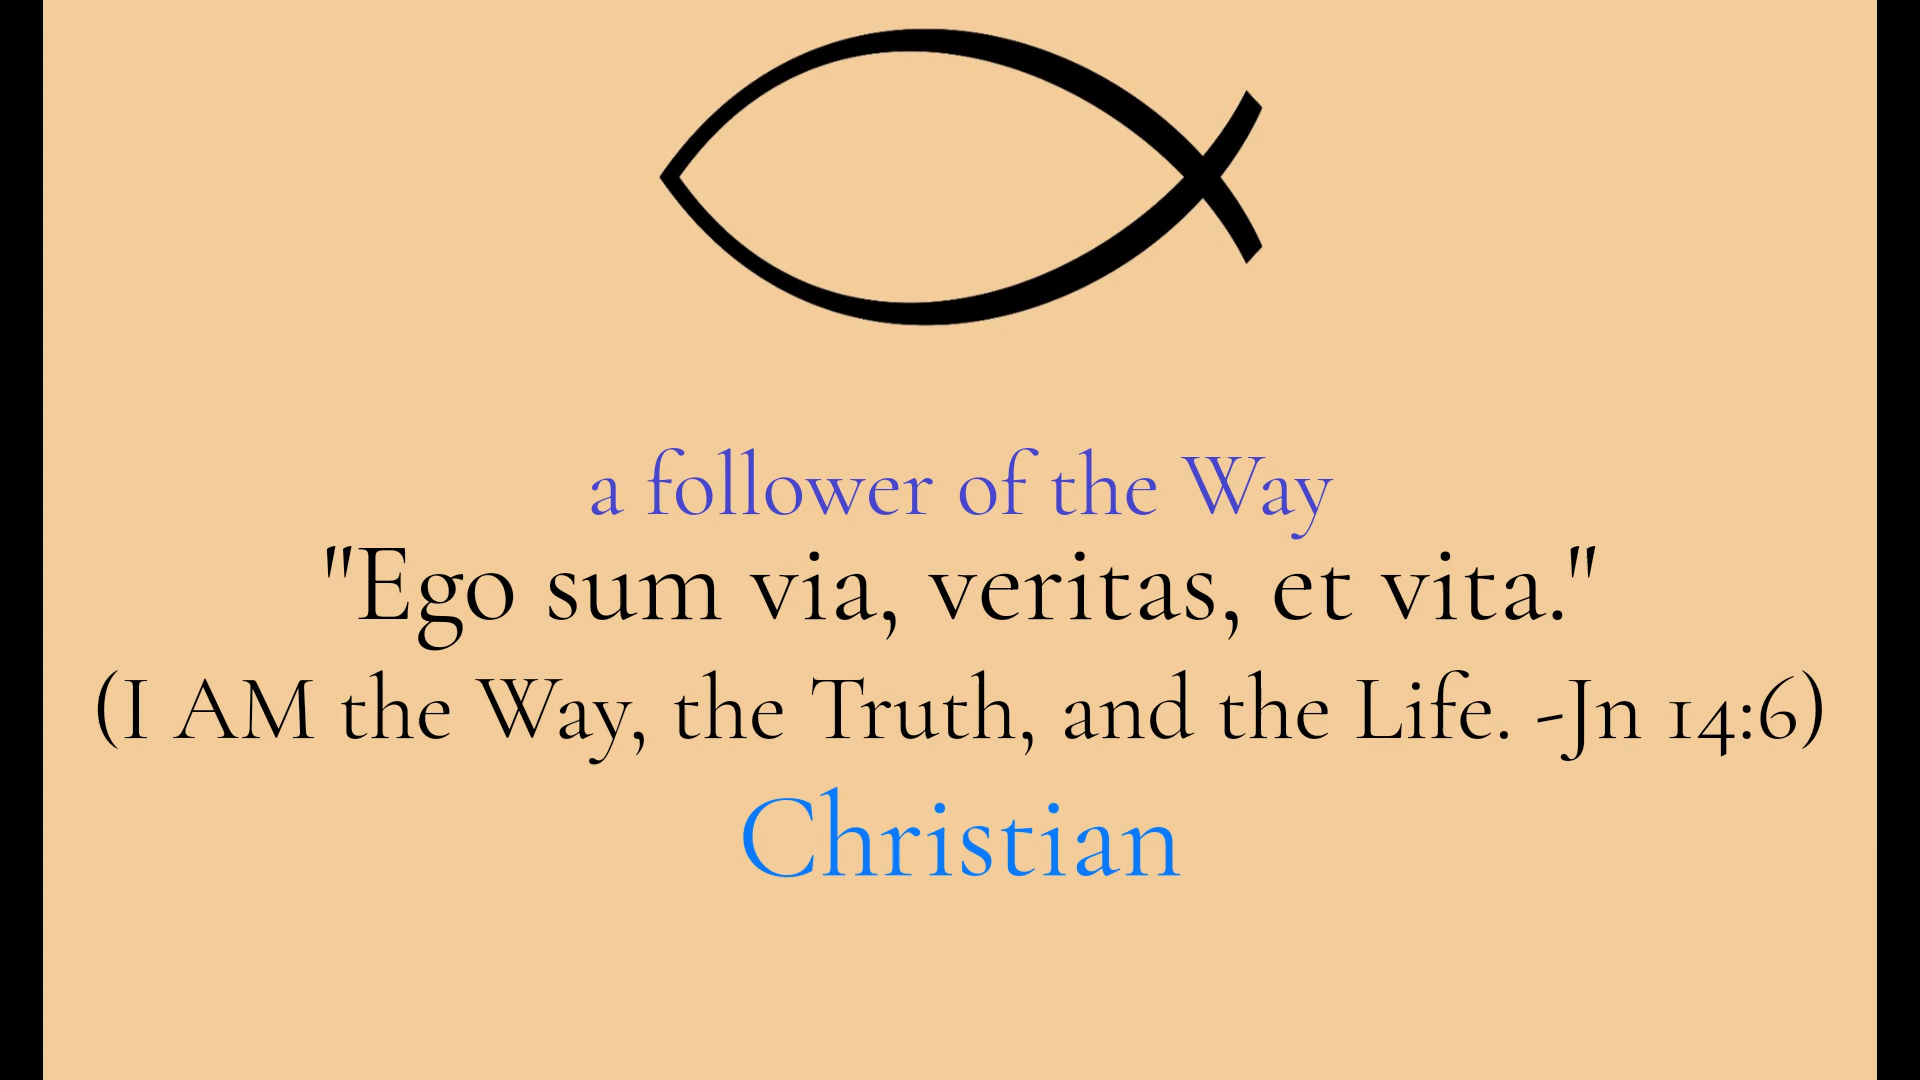 a follower of the Way
"Ego sum via, veritas, et vita."
(I AM the Way, the Truth, and the Life. -Jn 14:6)
Christian